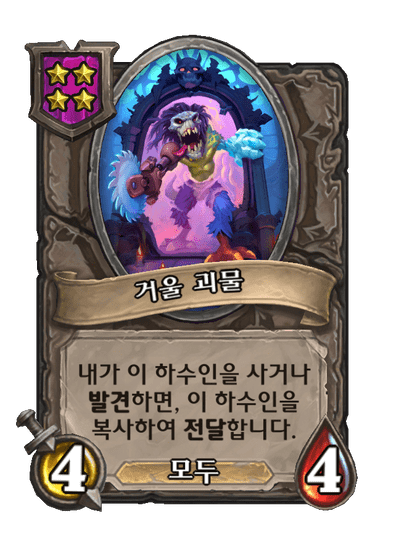 거울 괴물
내가 이 하수인을 사거나
발견하면, 이 하수인을
복사하여 전달합니다.
4
모두
4